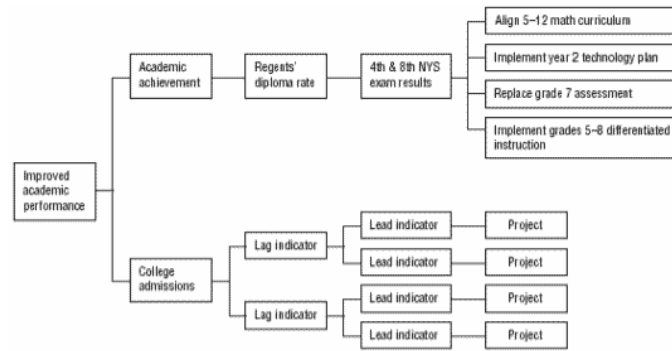 Align 5–12 math curriculum
Academic
achievement
Regents'
diploma rate
4th & 8th NYS
exam results
Implement year 2 technology plan
Replace grade 7 assessment
Implement grades 5–8 differentiated
instruction
Improved
academic
performance
College
admissions
Lag indicator
Lead indicator
Project
Lead indicator
Project
Lag indicator
Lead indicator
Project
Lead indicator
Project